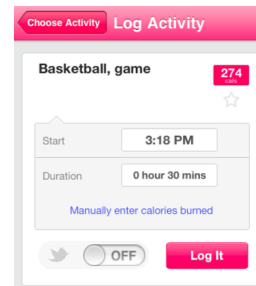 Choose Activity Log Activity
Basketball, game 274
cals
Start 3:18 PM
Duration 0 hour 30 mins
Manually enter calories burned
OFF Log It